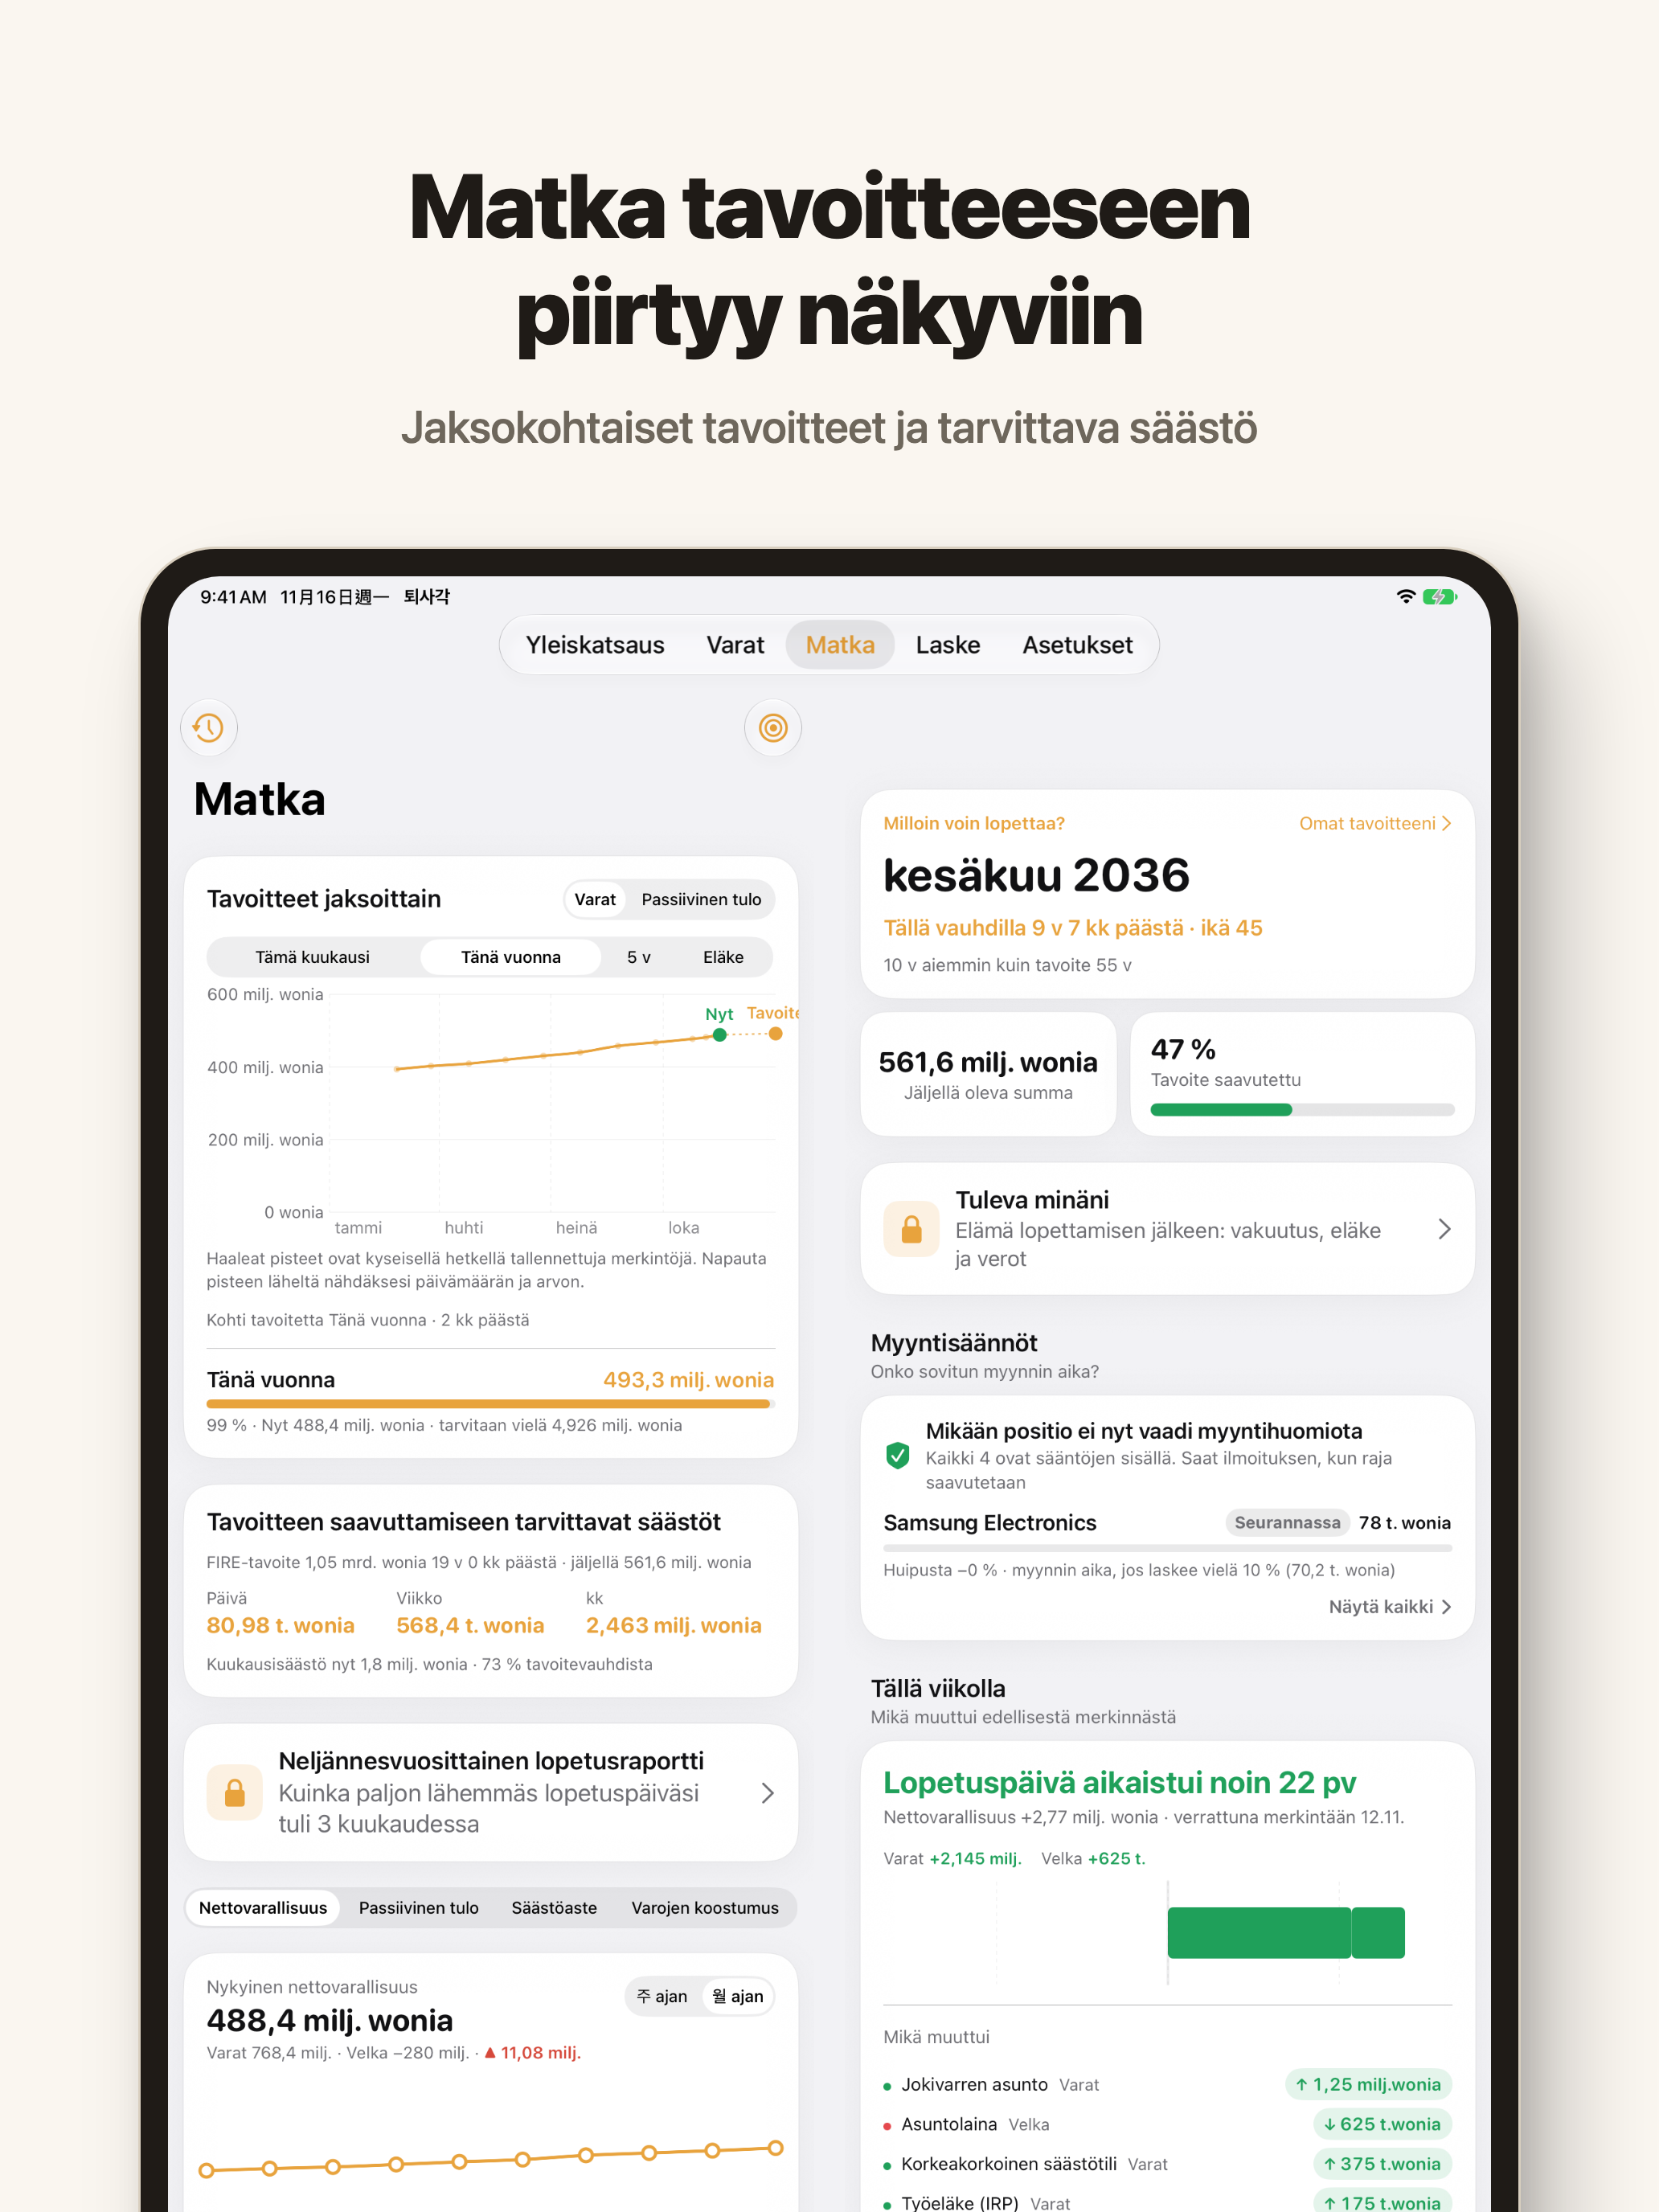 Matka tavoitteeseen
piirtyy näkyviin
Jaksokohtaiset tavoitteet ja tarvittava säästö
9:41 AM 11月16日週一 퇴사각
Yleiskatsaus Varat Matka Laske Asetukset
Matka
Tavoitteet jaksoittain
Varat Passiivinen tulo
Tämä kuukausi Tänä vuonna 5 v Eläke
600 milj. wonia
400 milj. wonia
200 milj. wonia
0 wonia
Nyt Tavoite
tammi huhti heinä loka
Haaleat pisteet ovat kyseisellä hetkellä tallennettuja merkintöjä. Napauta
pisteen läheltä nähdäksesi päivämäärän ja arvon.
Kohti tavoitetta Tänä vuonna · 2 kk päästä
Tänä vuonna 493,3 milj. wonia
99 % · Nyt 488,4 milj. wonia · tarvitaan vielä 4,926 milj. wonia
Tavoitteen saavuttamiseen tarvittavat säästöt
FIRE-tavoite 1,05 mrd. wonia 19 v 0 kk päästä · jäljellä 561,6 milj. wonia
Päivä Viikko kk
80,98 t. wonia 568,4 t. wonia 2,463 milj. wonia
Kuukausisäästö nyt 1,8 milj. wonia · 73 % tavoitevauhdista
Neljännesvuosittainen lopetusraportti
Kuinka paljon lähemmäs lopetuspäiväsi
tuli 3 kuukaudessa
Nettovarallisuus Passiivinen tulo Säästöaste Varojen koostumus
Nykyinen nettovarallisuus
주 ajan 월 ajan
488,4 milj. wonia
Varat 768,4 milj. · Velka −280 milj. · ▲ 11,08 milj.
Milloin voin lopettaa? Omat tavoitteeni
kesäkuu 2036
Tällä vauhdilla 9 v 7 kk päästä · ikä 45
10 v aiemmin kuin tavoite 55 v
561,6 milj. wonia
Jäljellä oleva summa
47 %
Tavoite saavutettu
Tuleva minäni
Elämä lopettamisen jälkeen: vakuutus, eläke
ja verot
Myyntisäännöt
Onko sovitun myynnin aika?
Mikään positio ei nyt vaadi myyntihuomiota
Kaikki 4 ovat sääntöjen sisällä. Saat ilmoituksen, kun raja
saavutetaan
Samsung Electronics Seurannassa 78 t. wonia
Huipusta −0 % · myynnin aika, jos laskee vielä 10 % (70,2 t. wonia)
Näytä kaikki
Tällä viikolla
Mikä muuttui edellisestä merkinnästä
Lopetuspäivä aikaistui noin 22 pv
Nettovarallisuus +2,77 milj. wonia · verrattuna merkintään 12.11.
Varat +2,145 milj. Velka +625 t.
Mikä muuttui
Jokivarren asunto Varat ↑ 1,25 milj.wonia
Asuntolaina Velka ↓ 625 t.wonia
Korkeakorkoinen säästötili Varat ↑ 375 t.wonia
Työeläke (IRP) Varat ↑ 175 t.wonia